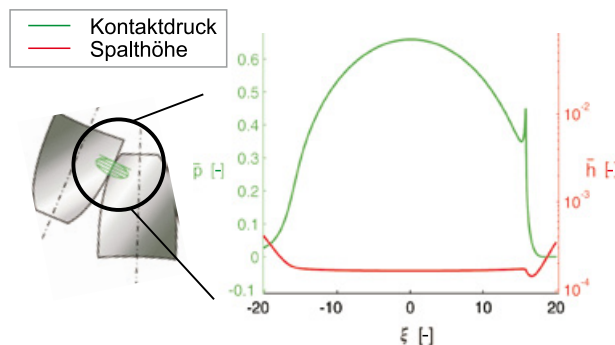 Kontaktdruck
Spalthöhe
0.6
0.5
0.4
0.3
0.2
0.1
0
-0.1
p̄ [-]
10⁻²
10⁻³
10⁻⁴
h̄ [-]
-20 -10 0 10 20
ξ [-]